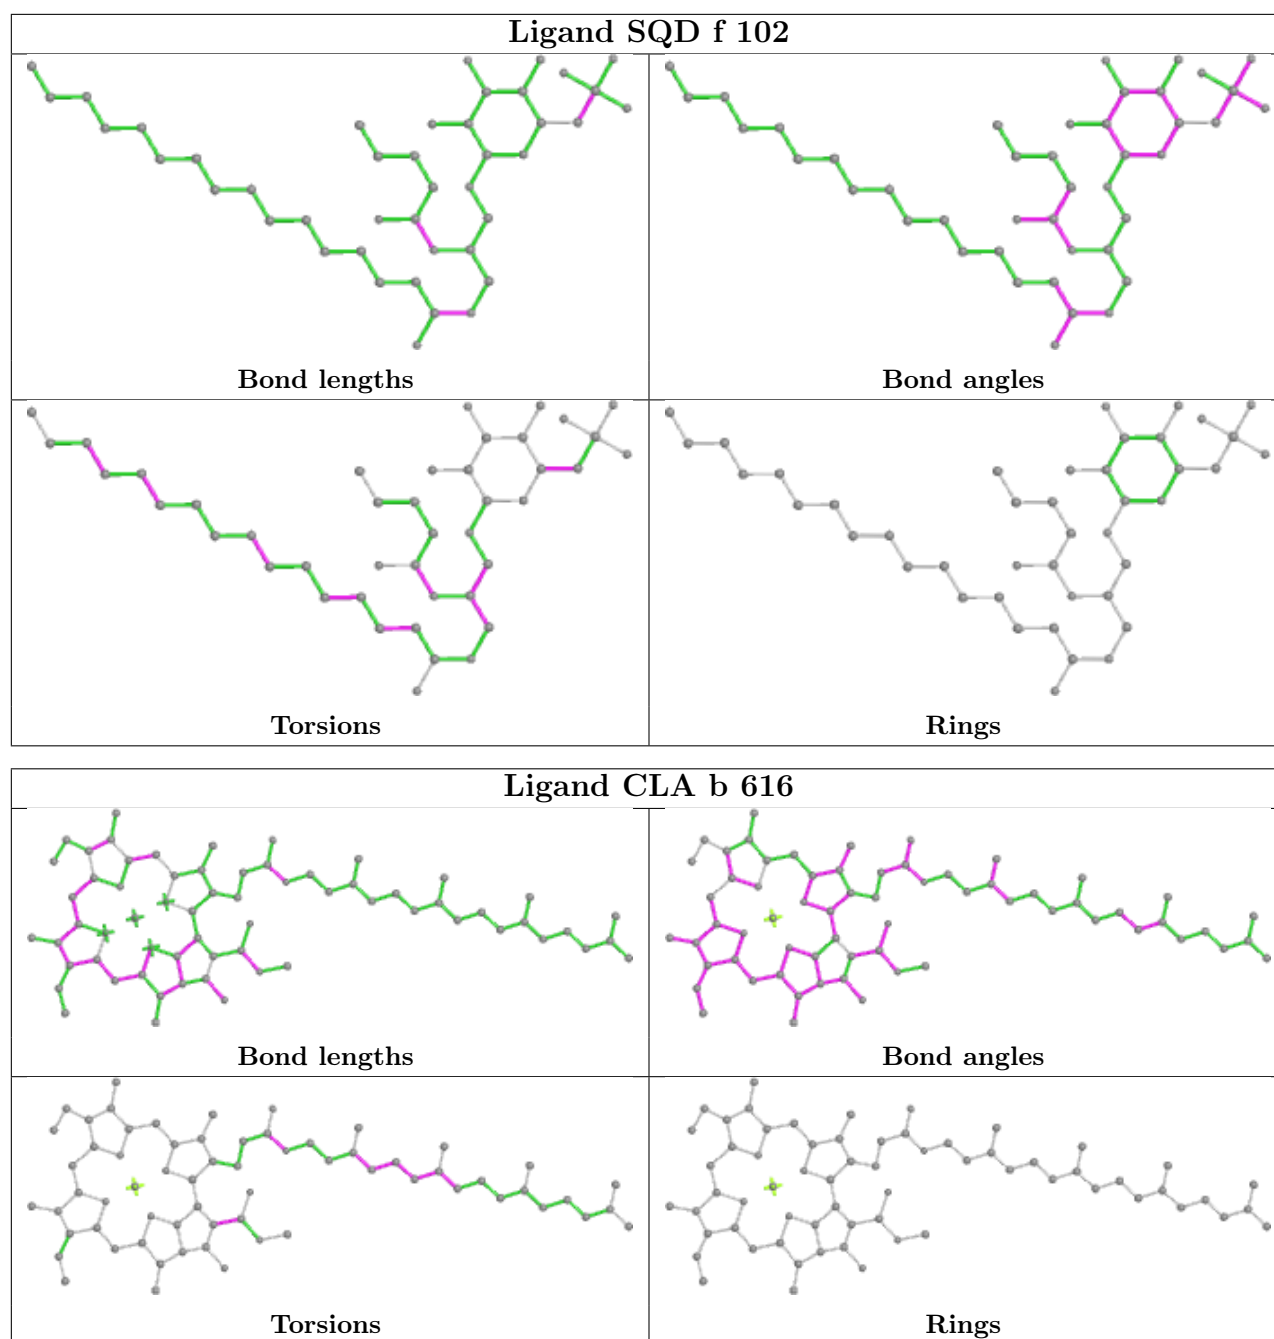 Ligand SQD f 102
Bond lengths
Bond angles
Torsions
Rings
Ligand CLA b 616
Bond lengths
Bond angles
Torsions
Rings